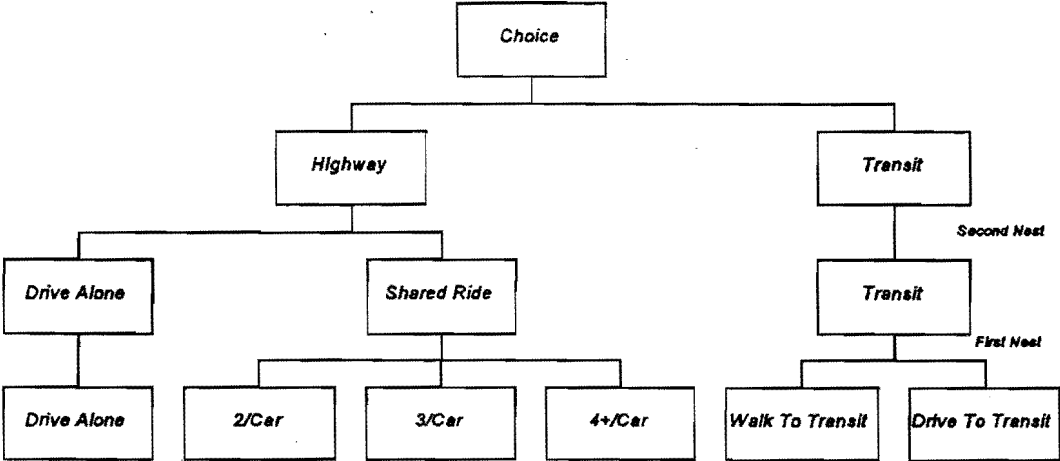 Choice
Highway
Transit
Second Nest
Drive Alone
Shared Ride
Transit
First Nest
Drive Alone
2/Car
3/Car
4+/Car
Walk To Transit
Drive To Transit